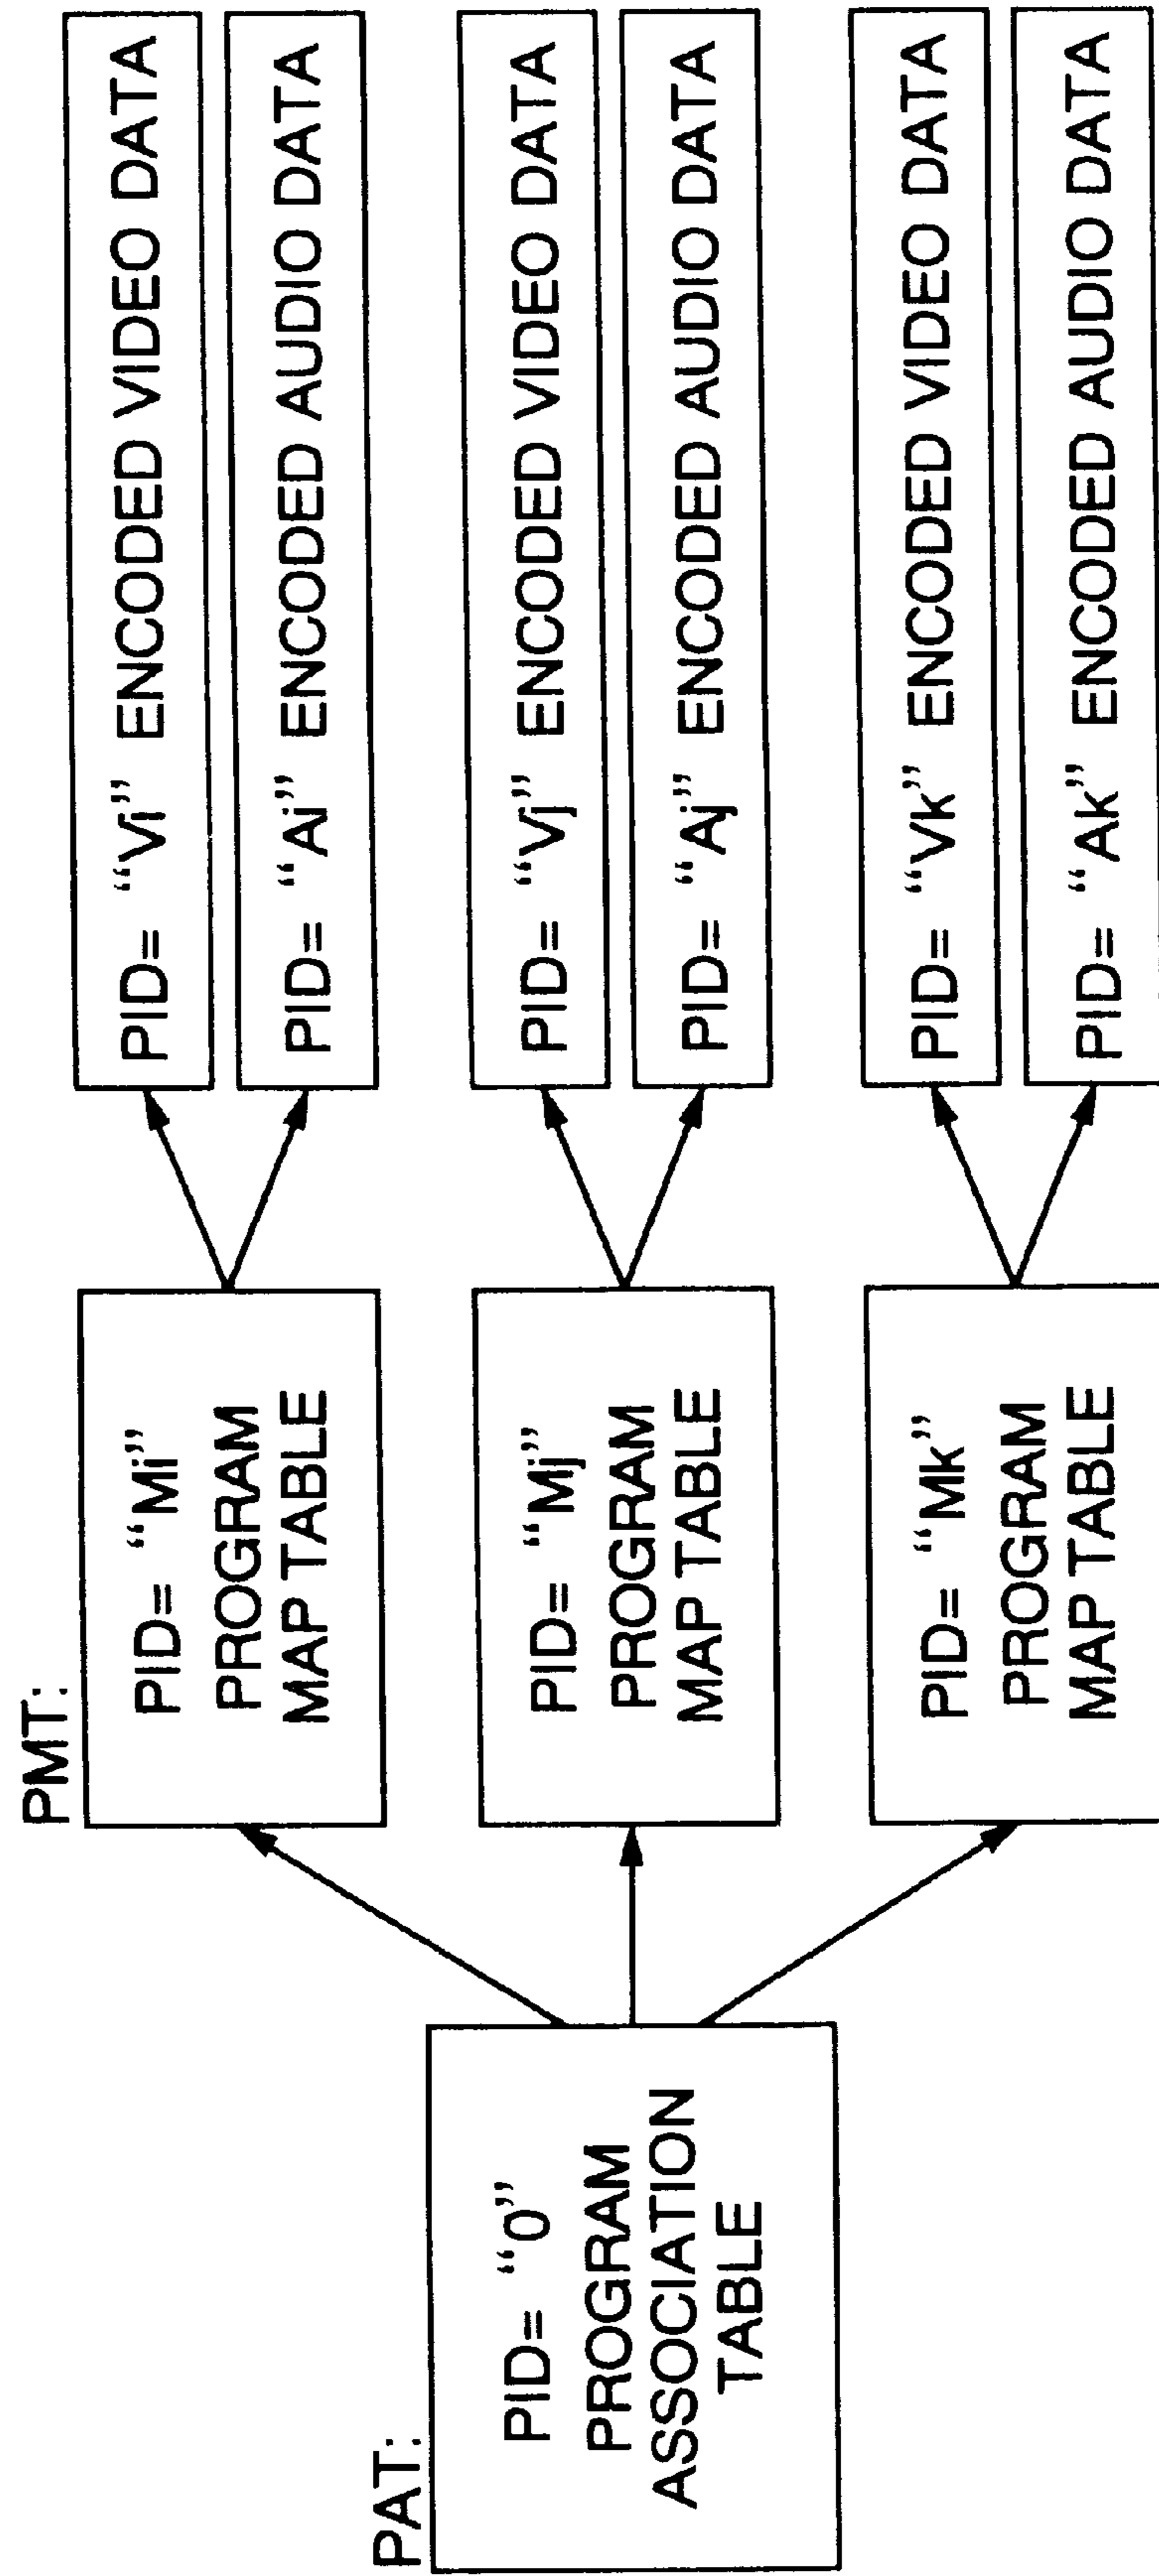 PAT:
PID= “0”
PROGRAM
ASSOCIATION
TABLE
PMT:
PID= “Mi”
PROGRAM
MAP TABLE
PID= “Mj”
PROGRAM
MAP TABLE
PID= “Mk”
PROGRAM
MAP TABLE
PID= “Vi” ENCODED VIDEO DATA
PID= “Ai” ENCODED AUDIO DATA
PID= “Vj” ENCODED VIDEO DATA
PID= “Aj” ENCODED AUDIO DATA
PID= “Vk” ENCODED VIDEO DATA
PID= “Ak” ENCODED AUDIO DATA